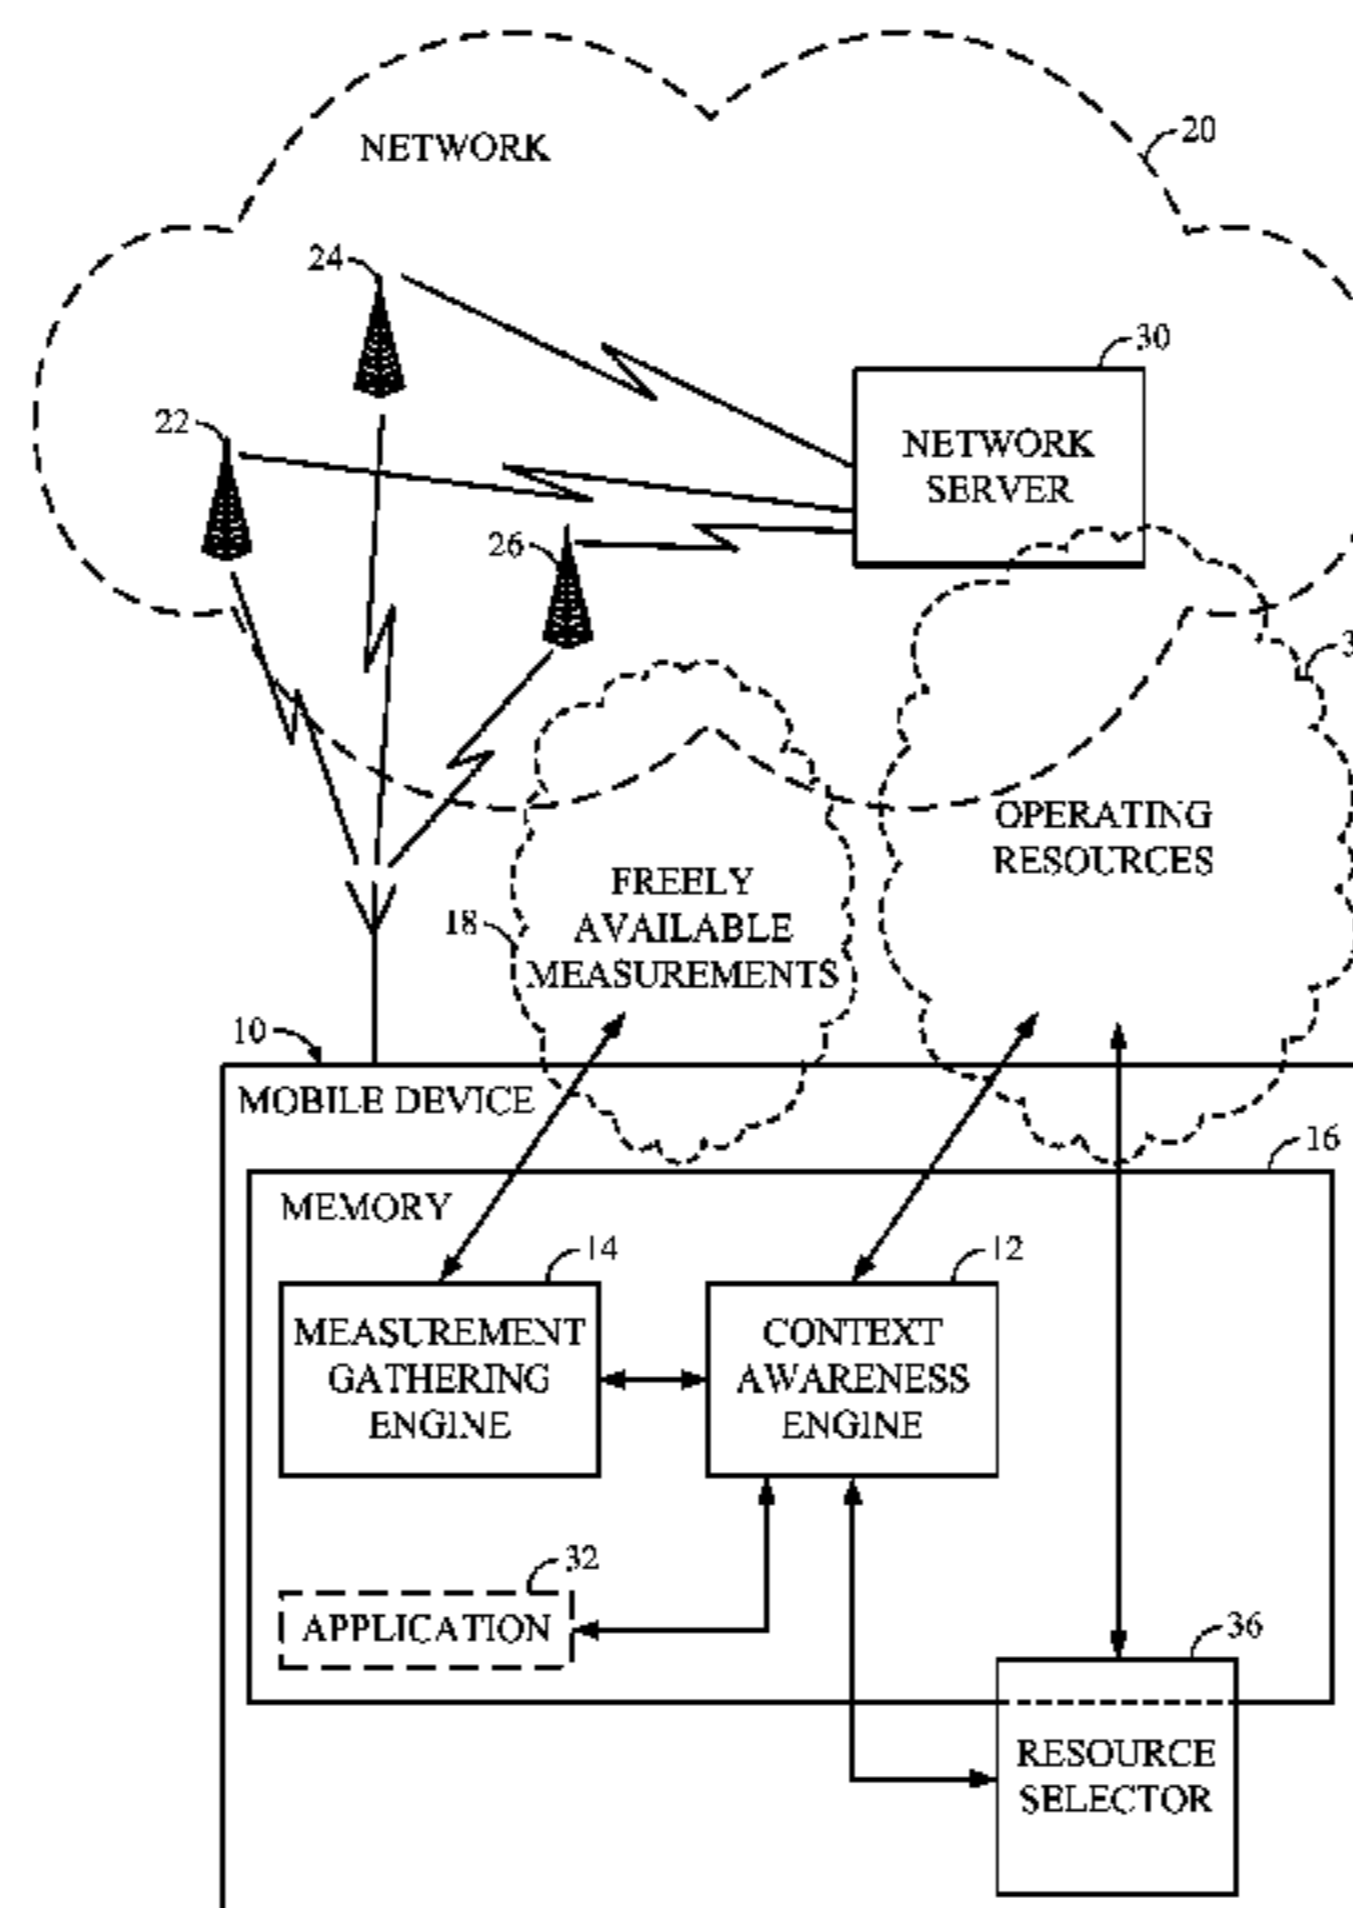 NETWORK
20
24
30
22
NETWORK
SERVER
26
OPERATING
RESOURCES
FREELY
AVAILABLE
MEASUREMENTS
18
10
MOBILE DEVICE
16
MEMORY
14
12
MEASUREMENT
GATHERING
ENGINE
CONTEXT
AWARENESS
ENGINE
32
APPLICATION
36
RESOURCE
SELECTOR